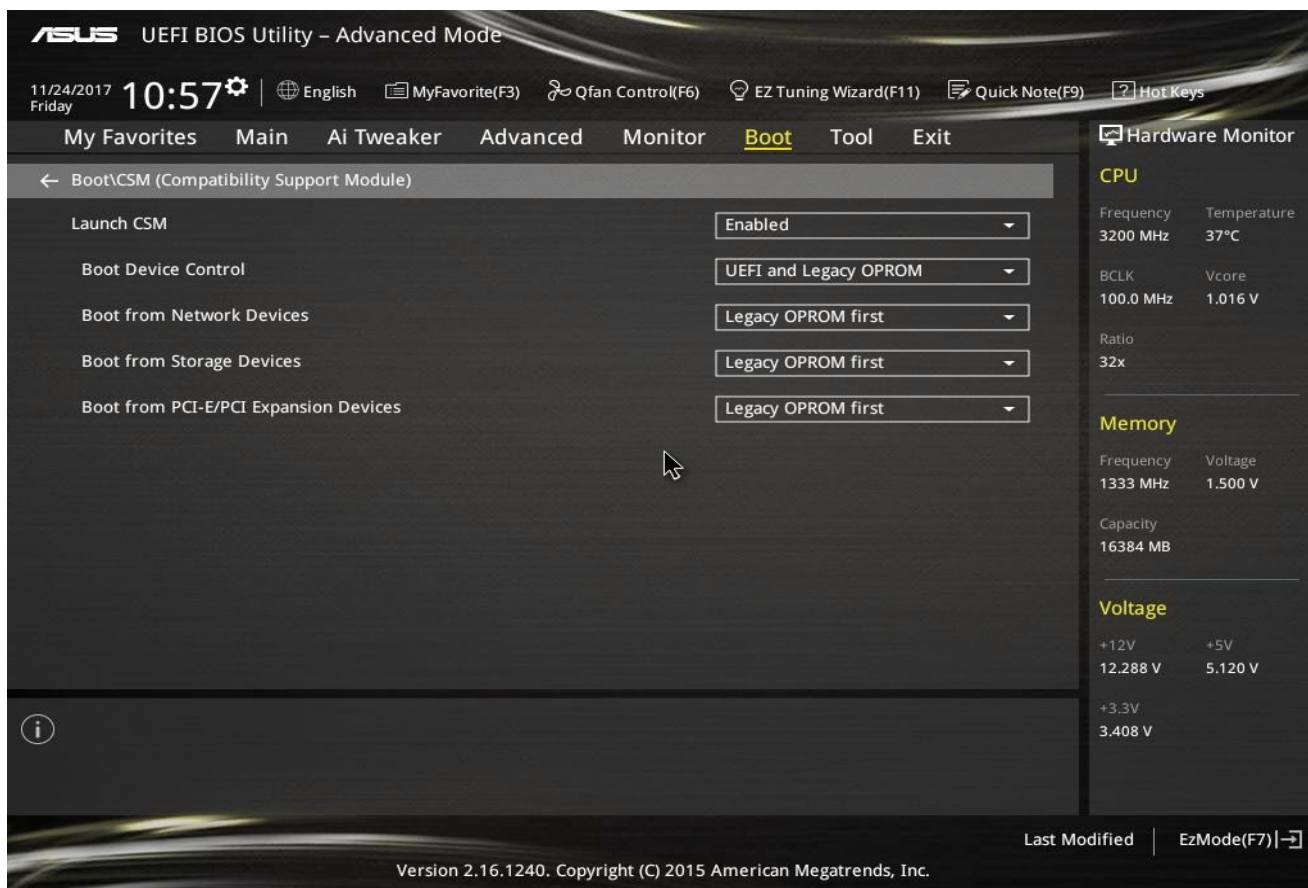 ASUS UEFI BIOS Utility – Advanced Mode
11/24/2017
Friday
10:57
English
MyFavorite(F3)
Qfan Control(F6)
EZ Tuning Wizard(F11)
Quick Note(F9)
? Hot Keys
My Favorites Main Ai Tweaker Advanced Monitor Boot Tool Exit
← Boot\CSM (Compatibility Support Module)
Launch CSM Enabled
Boot Device Control UEFI and Legacy OPROM
Boot from Network Devices Legacy OPROM first
Boot from Storage Devices Legacy OPROM first
Boot from PCI-E/PCI Expansion Devices Legacy OPROM first
Hardware Monitor
CPU
Frequency Temperature
3200 MHz 37°C
BCLK Vcore
100.0 MHz 1.016 V
Ratio
32x
Memory
Frequency Voltage
1333 MHz 1.500 V
Capacity
16384 MB
Voltage
+12V +5V
12.288 V 5.120 V
+3.3V
3.408 V
i
Last Modified
EzMode(F7)
Version 2.16.1240. Copyright (C) 2015 American Megatrends, Inc.